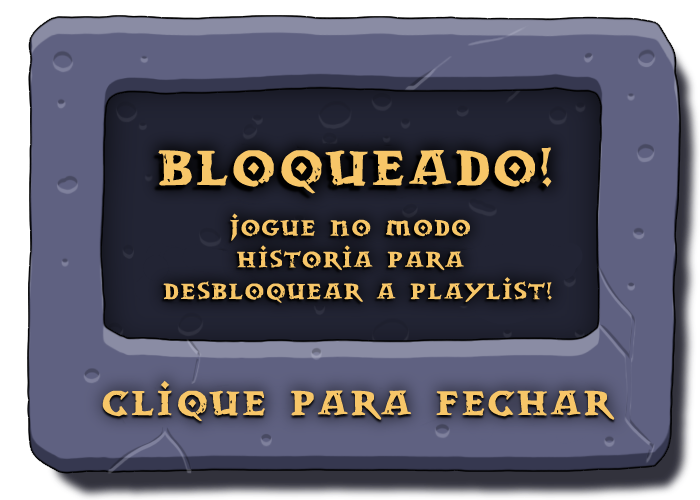 BLOQUEADO!
JOGUE NO MODO
HISTORIA PARA
DESBLOQUEAR A PLAYLIST!
CLIQUE PARA FECHAR